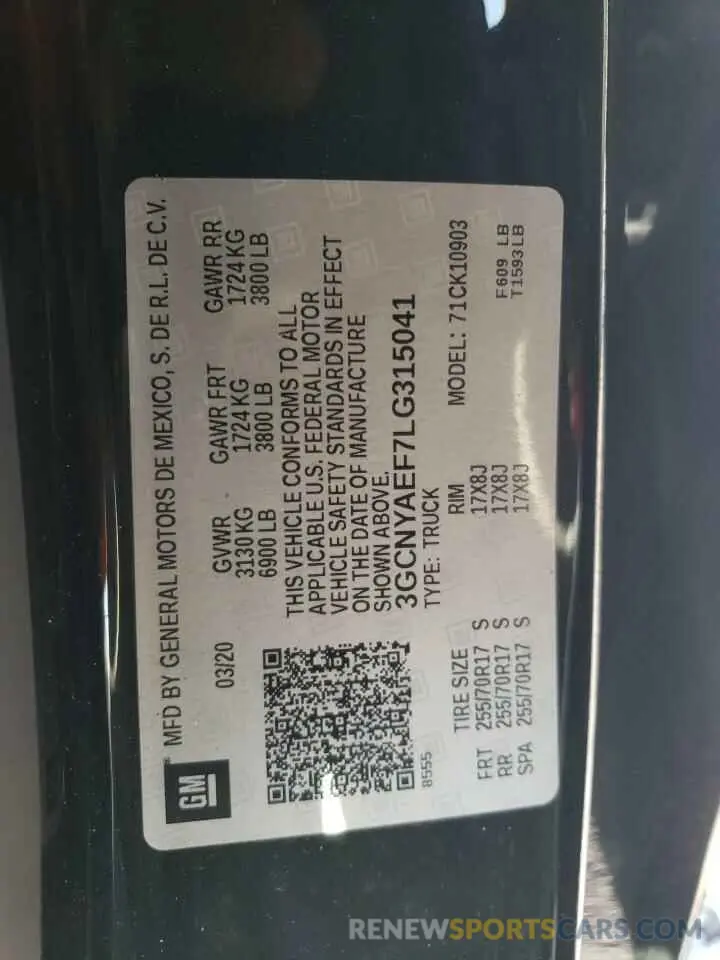 GM
MFD BY GENERAL MOTORS DE MEXICO, S. DE R.L. DE C.V.
03/20
GVWR GAWR FRT GAWR RR
3130 KG 1724 KG 1724 KG
6900 LB 3800 LB 3800 LB
THIS VEHICLE CONFORMS TO ALL
APPLICABLE U.S. FEDERAL MOTOR
VEHICLE SAFETY STANDARDS IN EFFECT
ON THE DATE OF MANUFACTURE
SHOWN ABOVE.
3GCNYAEF7LG315041
8555
TYPE: TRUCK
TIRE SIZE RIM MODEL: 71CK10903
FRT 255/70R17 S 17X8J
RR 255/70R17 S 17X8J F609 LB
SPA 255/70R17 S 17X8J T1593LB
RENEWSPORTSCARS.COM